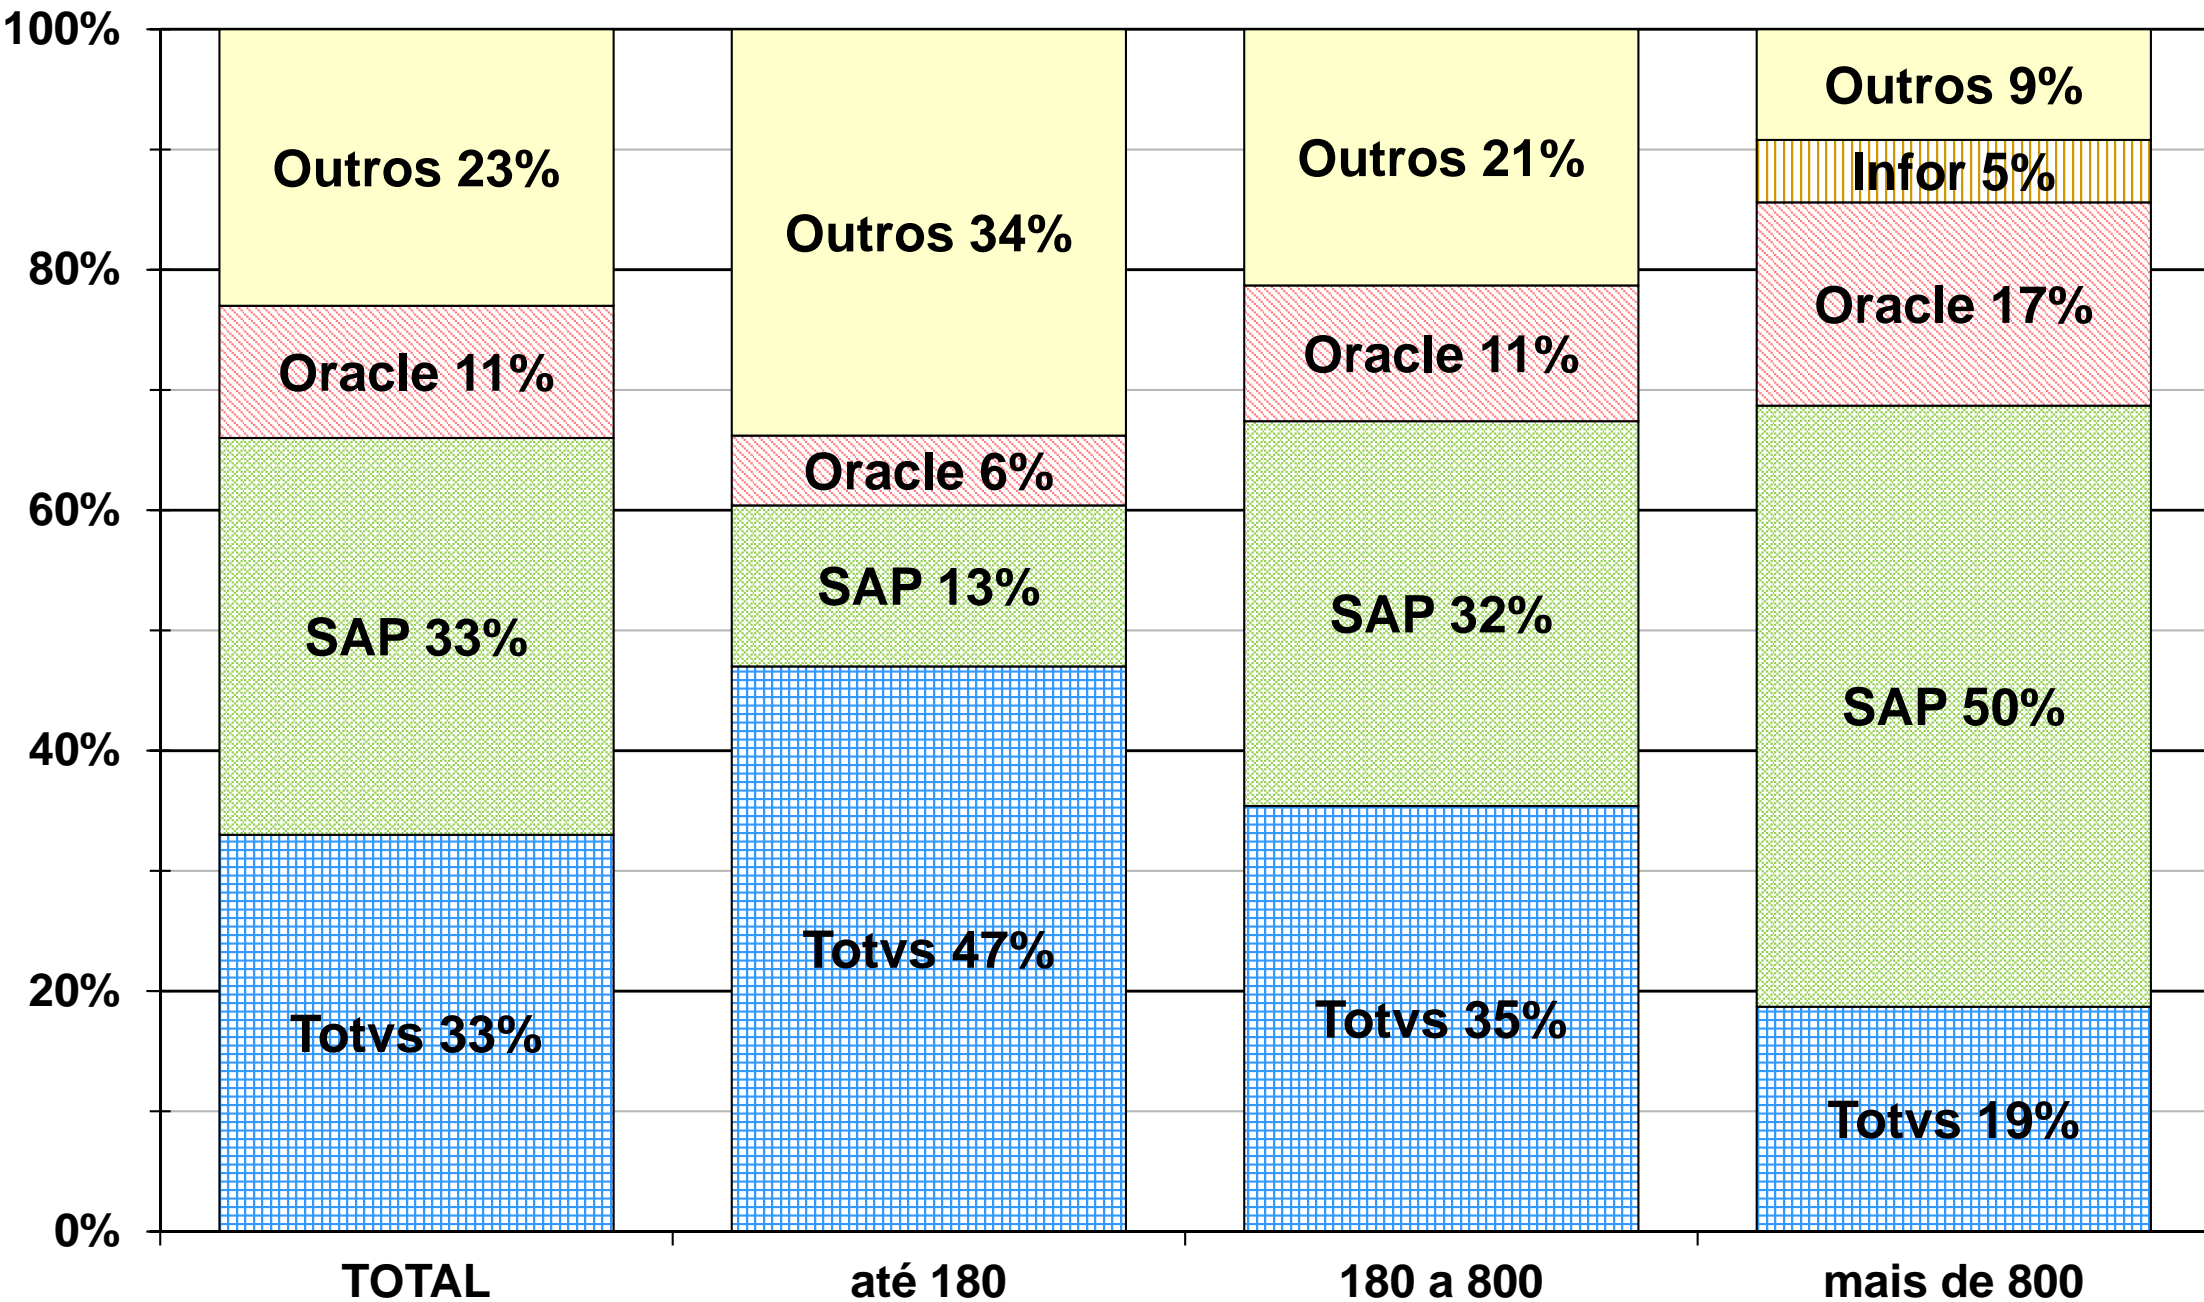 100%
80%
60%
40%
20%
0%
Outros 23%
Oracle 11%
SAP 33%
Totvs 33%
Outros 34%
Oracle 6%
SAP 13%
Totvs 47%
Outros 21%
Oracle 11%
SAP 32%
Totvs 35%
Outros 9%
Infor 5%
Oracle 17%
SAP 50%
Totvs 19%
TOTAL
até 180
180 a 800
mais de 800